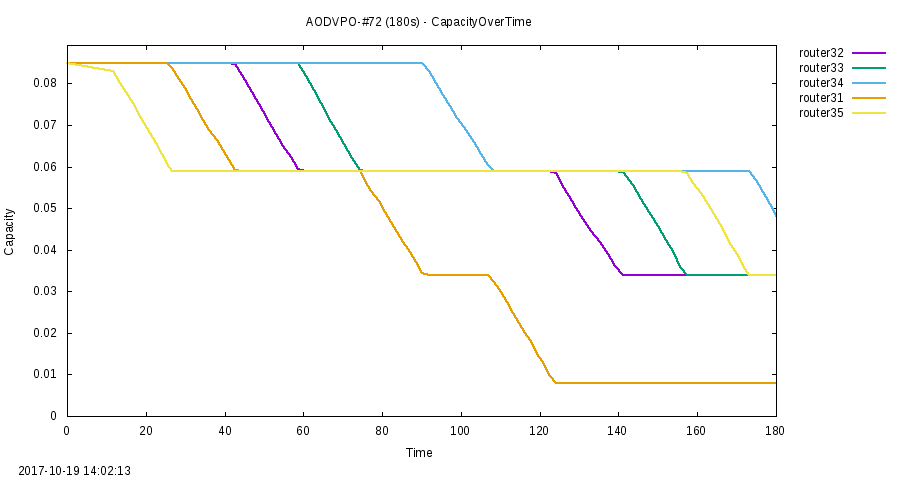 AODVPO-#72 (180s) - CapacityOverTime
router32
router33
router34
router31
router35
0.08
0.07
0.06
0.05
0.04
0.03
0.02
0.01
0
Capacity
0 20 40 60 80 100 120 140 160 180
Time
2017-10-19 14:02:13